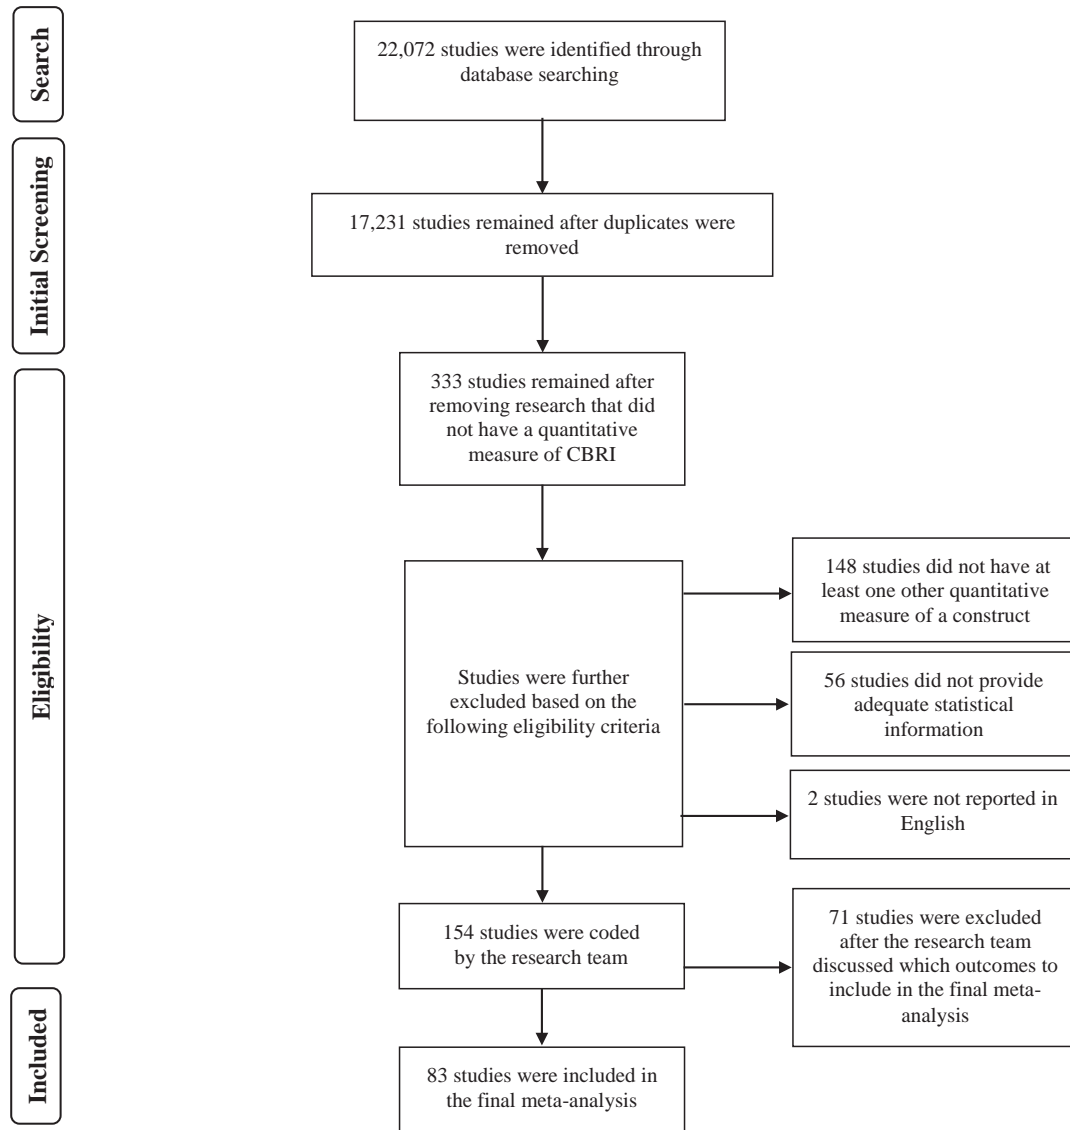 Search
22,072 studies were identified through
database searching
Initial Screening
17,231 studies remained after duplicates were
removed
333 studies remained after
removing research that did
not have a quantitative
measure of CBRI
Eligibility
Studies were further
excluded based on the
following eligibility criteria
148 studies did not have at
least one other quantitative
measure of a construct
56 studies did not provide
adequate statistical
information
2 studies were not reported in
English
154 studies were coded
by the research team
71 studies were excluded
after the research team
discussed which outcomes to
include in the final meta-
analysis
Included
83 studies were included in
the final meta-analysis